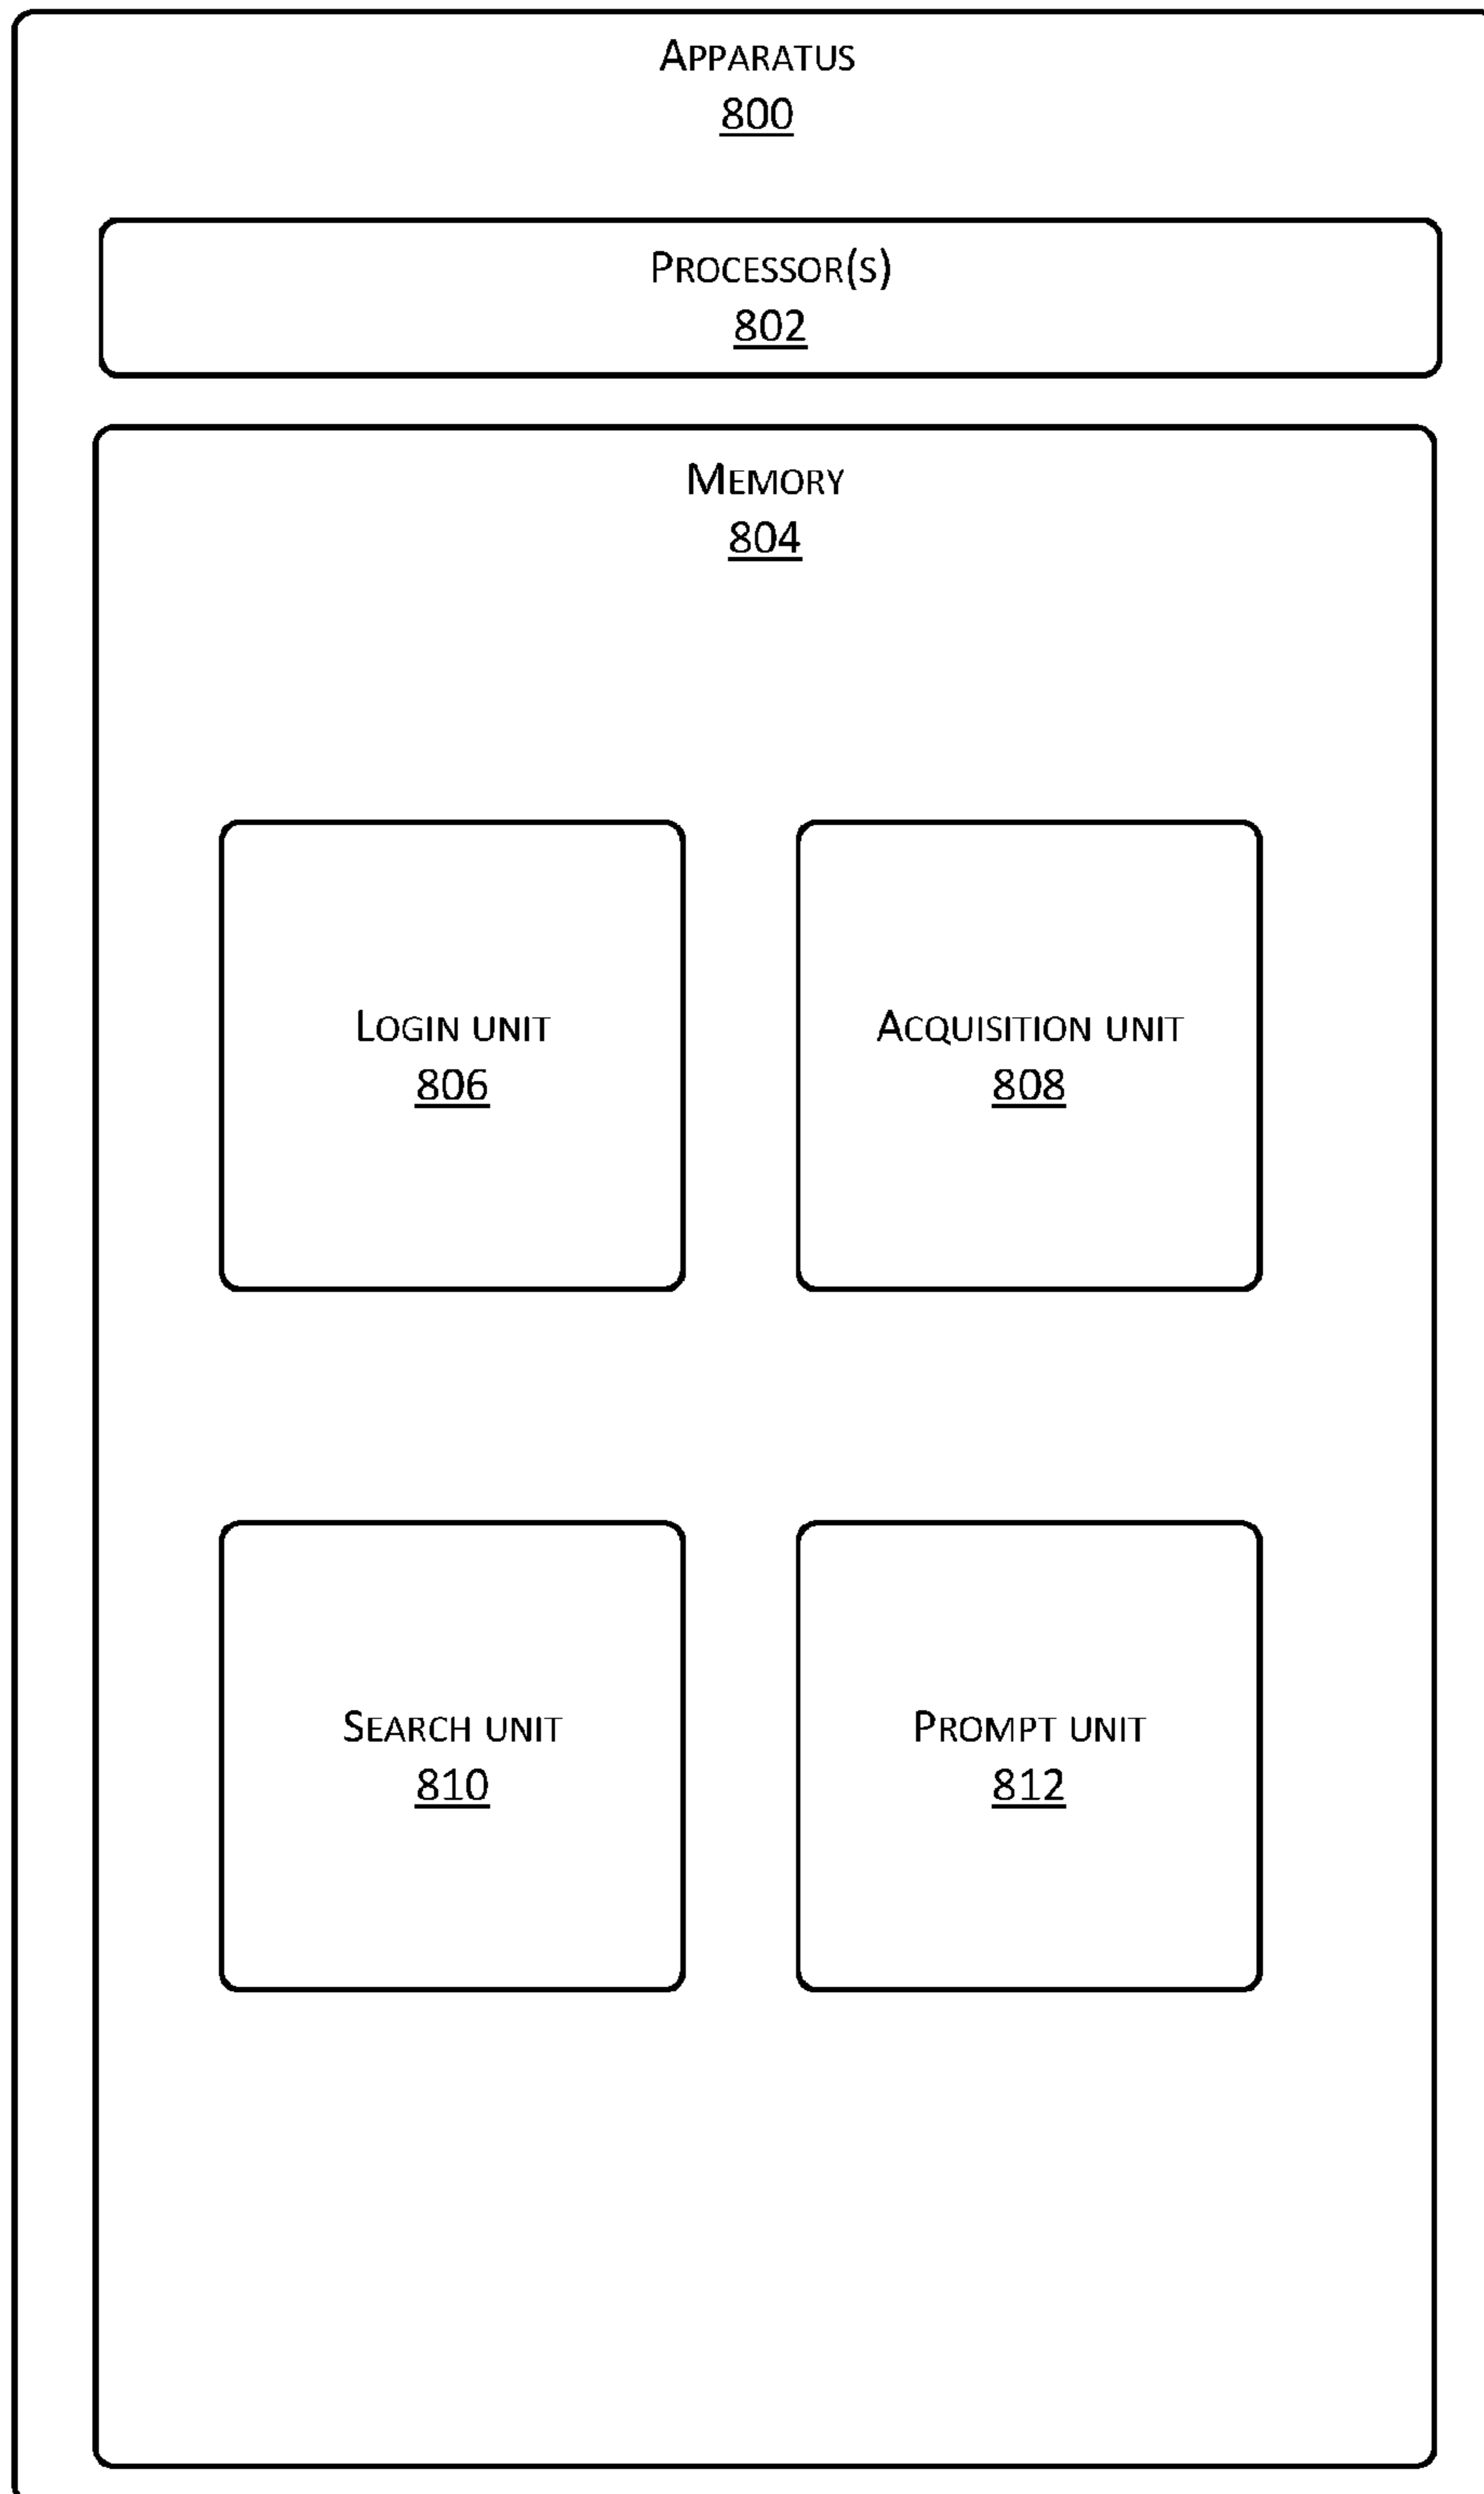 Apparatus
800
Processor(s)
802
Memory
804
Login unit
806
Acquisition unit
808
Search unit
810
Prompt unit
812